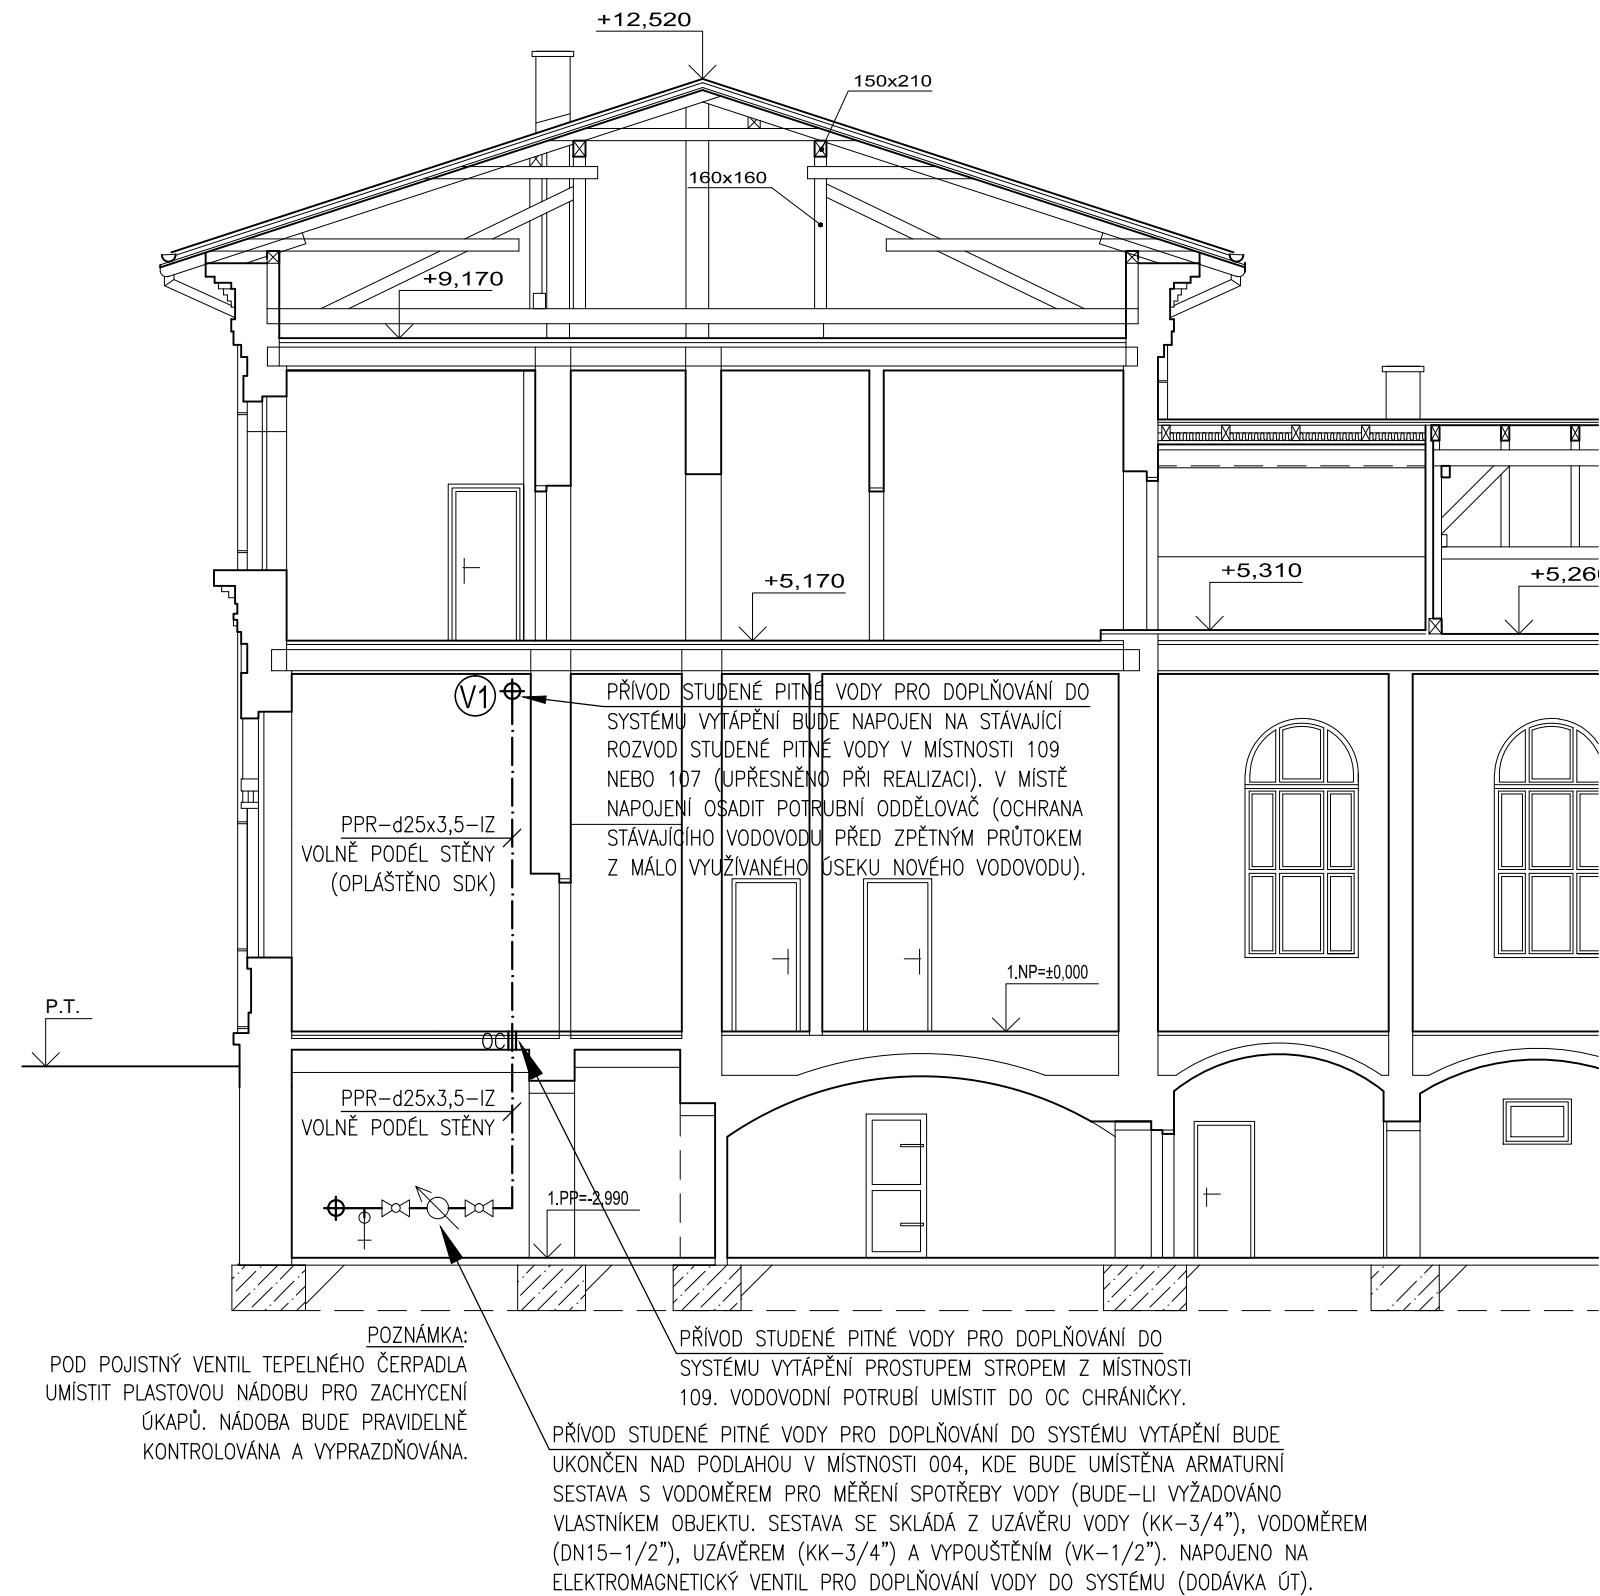 +12,520
150x210
160x160
+9,170
+5,170
+5,310
+5,26
V1
PŘÍVOD STUDENÉ PITNÉ VODY PRO DOPLŇOVÁNÍ DO
SYSTÉMU VYTÁPĚNÍ BUDE NAPOJEN NA STÁVAJÍCÍ
ROZVOD STUDENÉ PITNÉ VODY V MÍSTNOSTI 109
NEBO 107 (UPŘESNĚNO PŘI REALIZACI). V MÍSTĚ
NAPOJENÍ OSADIT POTRUBNÍ ODDĚLOVAČ (OCHRANA
STÁVAJÍCÍHO VODOVODU PŘED ZPĚTNÝM PRŮTOKEM
Z MÁLO VYUŽÍVANÉHO ÚSEKU NOVÉHO VODOVODU).
PPR-d25x3,5-IZ
VOLNĚ PODÉL STĚNY
(OPLÁŠTĚNO SDK)
1.NP=±0,000
P.T.
OC
PPR-d25x3,5-IZ
VOLNĚ PODÉL STĚNY
1.PP=-2,990
POZNÁMKA:
POD POJISTNÝ VENTIL TEPELNÉHO ČERPADLA
UMÍSTIT PLASTOVOU NÁDOBU PRO ZACHYCENÍ
ÚKAPŮ. NÁDOBA BUDE PRAVIDELNĚ
KONTROLOVÁNA A VYPRAZDŇOVÁNA.
PŘÍVOD STUDENÉ PITNÉ VODY PRO DOPLŇOVÁNÍ DO
SYSTÉMU VYTÁPĚNÍ PROSTUPEM STROPEM Z MÍSTNOSTI
109. VODOVODNÍ POTRUBÍ UMÍSTIT DO OC CHRÁNIČKY.
PŘÍVOD STUDENÉ PITNÉ VODY PRO DOPLŇOVÁNÍ DO SYSTÉMU VYTÁPĚNÍ BUDE
UKONČEN NAD PODLAHOU V MÍSTNOSTI 004, KDE BUDE UMÍSTĚNA ARMATURNÍ
SESTAVA S VODOMĚREM PRO MĚŘENÍ SPOTŘEBY VODY (BUDE-LI VYŽADOVÁNO
VLASTNÍKEM OBJEKTU. SESTAVA SE SKLÁDÁ Z UZÁVĚRU VODY (KK-3/4"), VODOMĚREM
(DN15-1/2"), UZÁVĚREM (KK-3/4") A VYPOUŠTĚNÍM (VK-1/2"). NAPOJENO NA
ELEKTROMAGNETICKÝ VENTIL PRO DOPLŇOVÁNÍ VODY DO SYSTÉMU (DODÁVKA ÚT).